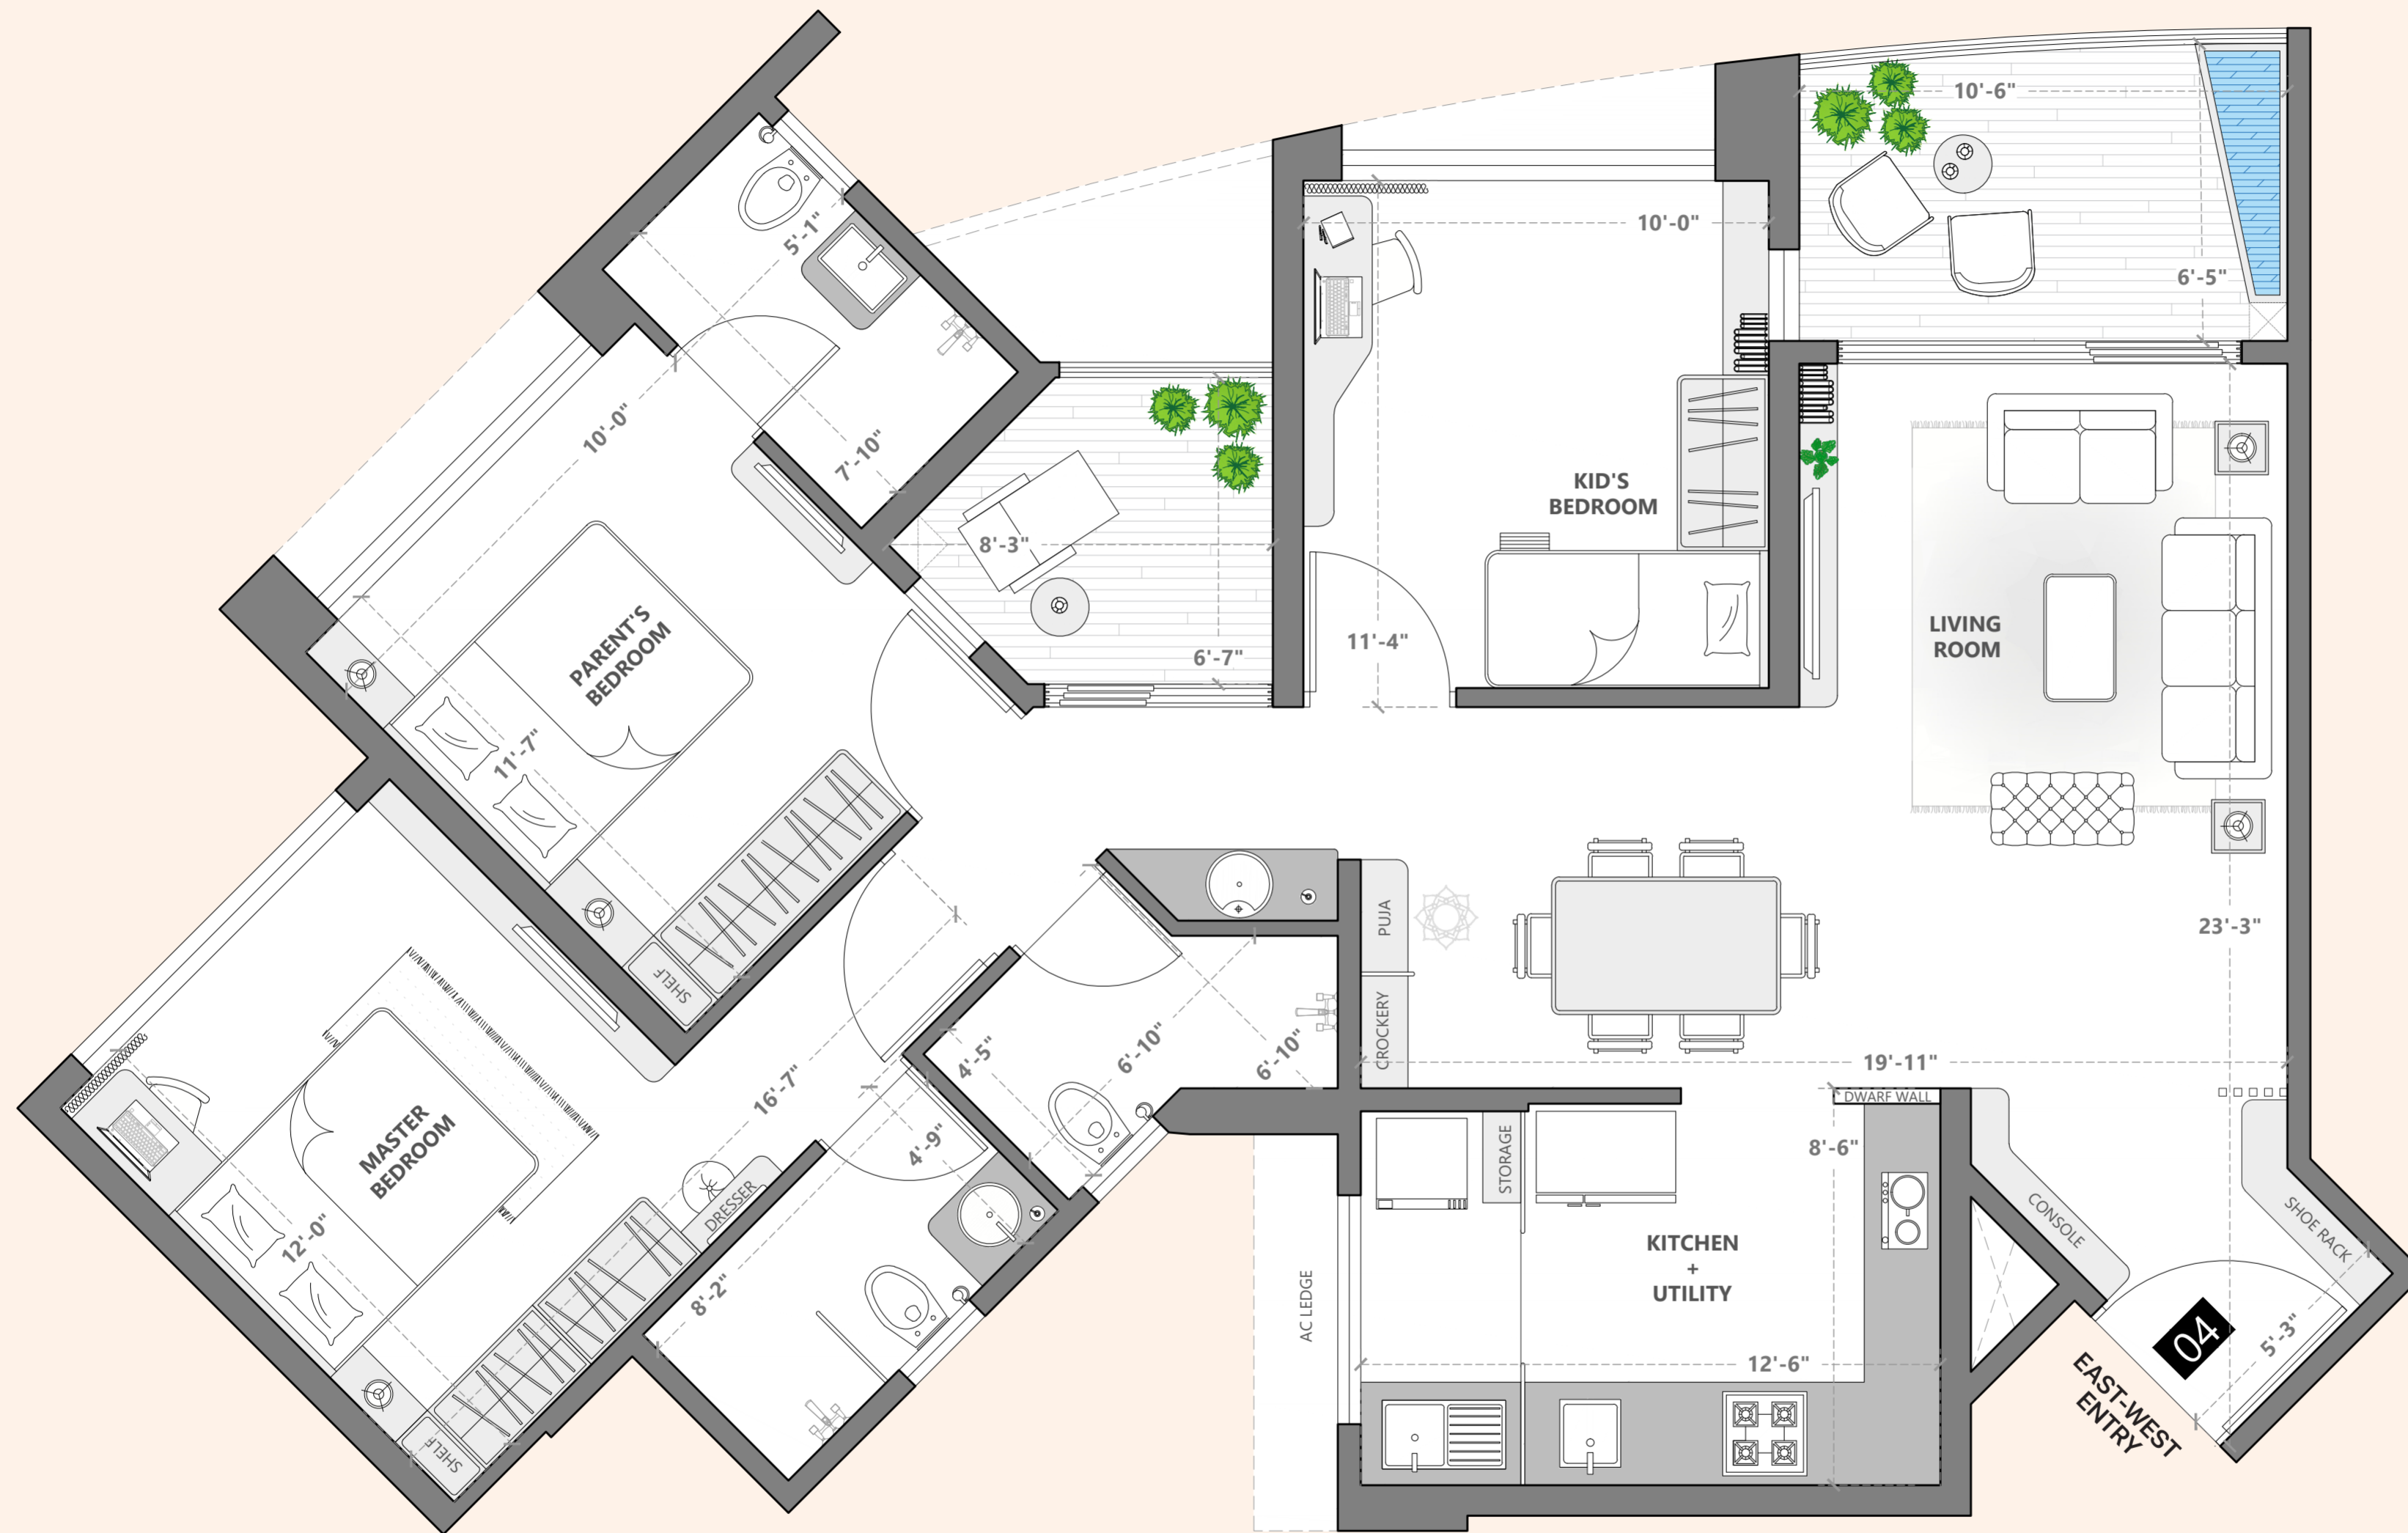 10'-6"
5'-1"
10'-0"
6'-5"
10'-0"
7'-10"
KID'S
BEDROOM
8'-3"
PARENT'S
BEDROOM
LIVING
ROOM
11'-4"
6'-7"
11'-7"
PUJA
23'-3"
SHELF
CROCKERY
4'-5"
6'-10"
6'-10"
19'-11"
16'-7"
DWARF WALL
MASTER
BEDROOM
4'-9"
STORAGE
8'-6"
DRESSER
12'-0"
CONSOLE
SHOE RACK
KITCHEN
+
UTILITY
8'-2"
AC LEDGE
04
5'-3"
12'-6"
EAST-WEST
ENTRY
SHELF